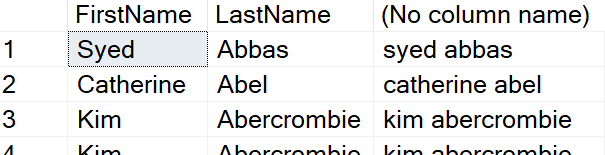 FirstName LastName (No column name)
1 Syed Abbas syed abbas
2 Catherine Abel catherine abel
3 Kim Abercrombie kim abercrombie
4 Kim Abercrombie kim abercrombie